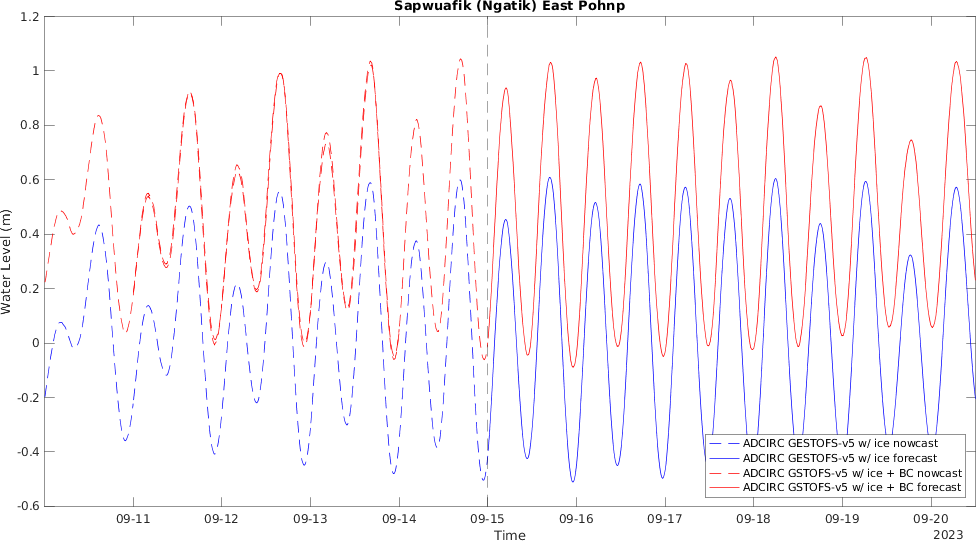 Sapwuafik (Ngatik) East Pohnp
1.2
1
0.8
0.6
0.4
0.2
0
-0.2
-0.4
-0.6
Water Level (m)
09-11 09-12 09-13 09-14 09-15 09-16 09-17 09-18 09-19 09-20
Time
2023
ADCIRC GESTOFS-v5 w/ ice nowcast
ADCIRC GESTOFS-v5 w/ ice forecast
ADCIRC GSTOFS-v5 w/ ice + BC nowcast
ADCIRC GSTOFS-v5 w/ ice + BC forecast